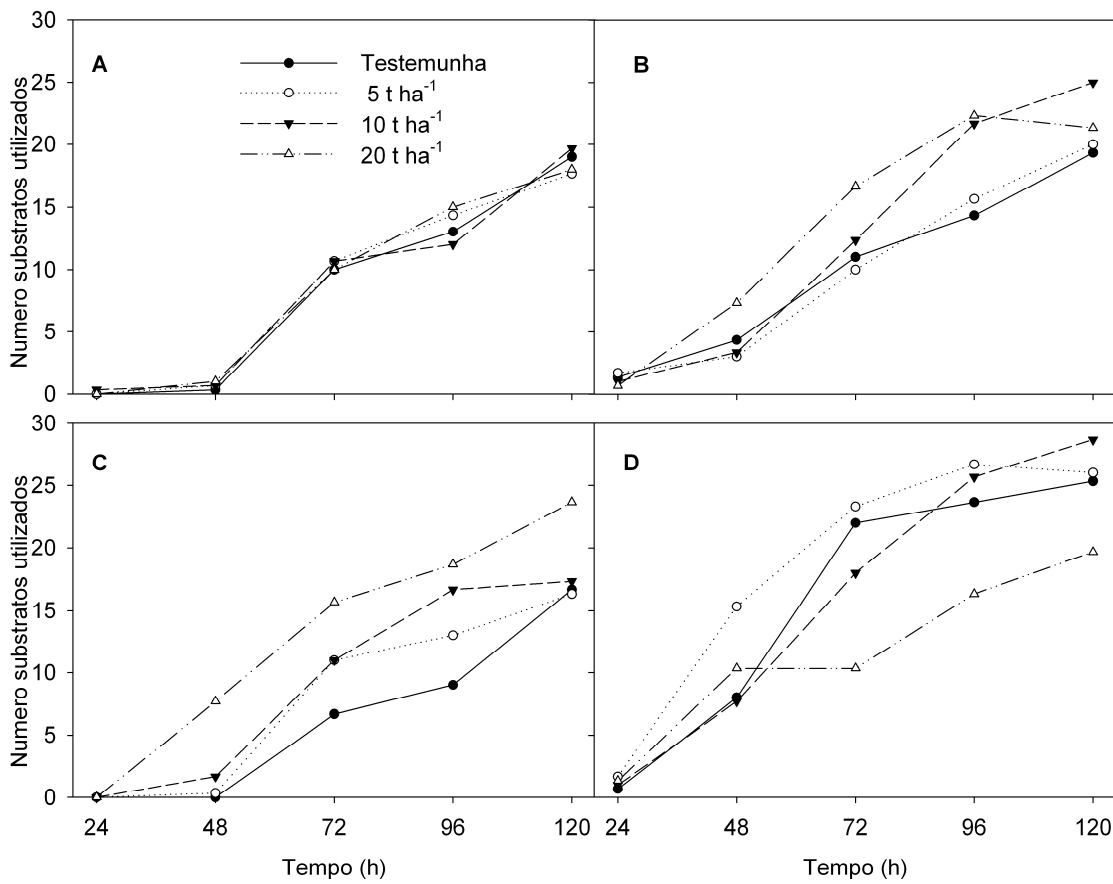 30
25
20
15
10
5
0
Numero substratos utilizados
A
Testemunha
5 t ha⁻¹
10 t ha⁻¹
20 t ha⁻¹
B
30
25
20
15
10
5
0
Numero substratos utilizados
C
D
24 48 72 96 120
24 48 72 96 120
Tempo (h)
Tempo (h)